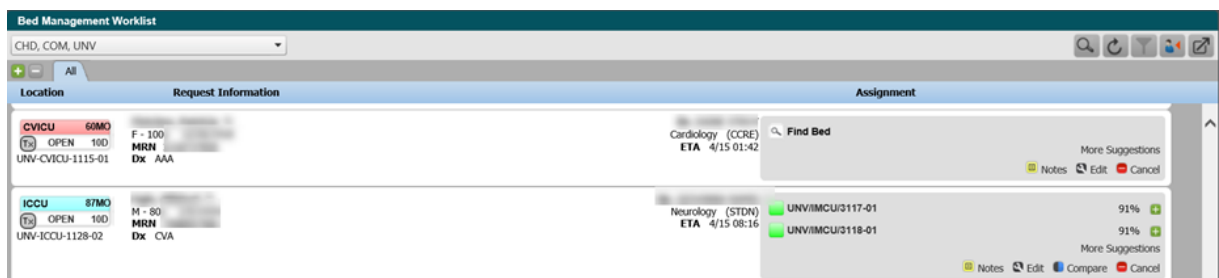 Bed Management Worklist
CHD, COM, UNV
All
Location Request Information Assignment
CVICU 60MO
Tx OPEN 10D
UNV-CVICU-1115-01
F - 100
MRN
Dx AAA
Cardiology (CCRE)
ETA 4/15 01:42
Find Bed
More Suggestions
Notes Edit Cancel
ICCU 87MO
Tx OPEN 10D
UNV-ICCU-1128-02
M - 80
MRN
Dx CVA
Neurology (STDN)
ETA 4/15 08:16
UNV/IMCU/3117-01 91%
UNV/IMCU/3118-01 91%
More Suggestions
Notes Edit Compare Cancel